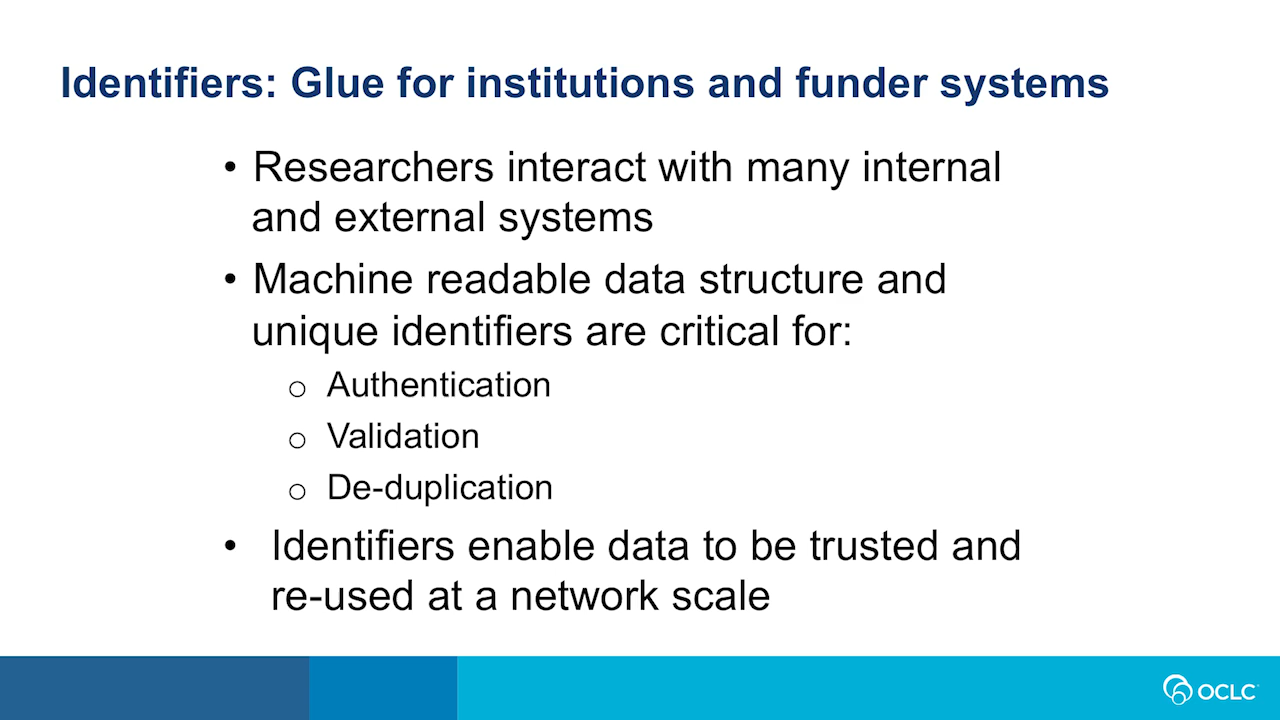 Identifiers: Glue for institutions and funder systems
• Researchers interact with many internal
and external systems
• Machine readable data structure and
unique identifiers are critical for:
o Authentication
o Validation
o De-duplication
• Identifiers enable data to be trusted and
re-used at a network scale
OCLC